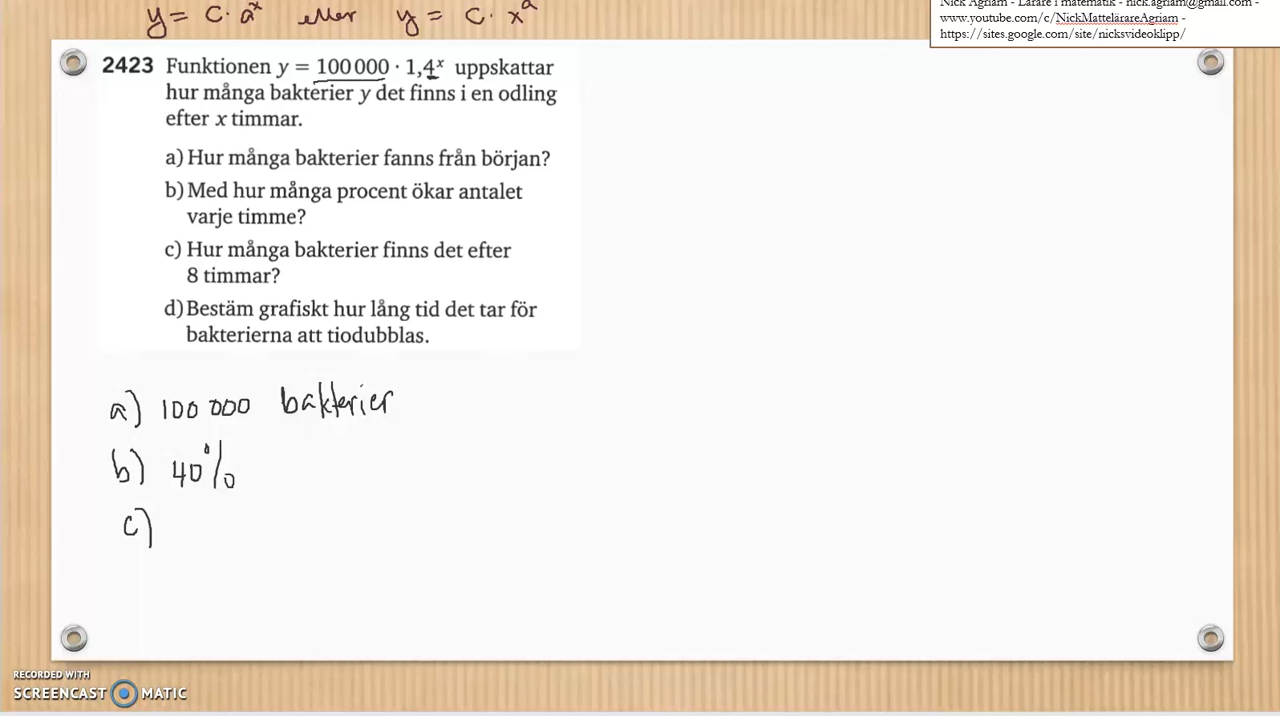 y = C · a^x eller y = C · x^a
Nick Agriam - Lärare i matematik - nick.agriam@gmail.com -
www.youtube.com/c/NickMattelärareAgriam -
https://sites.google.com/site/nicksvideoklipp/
2423 Funktionen y = 100 000 · 1,4^x uppskattar
hur många bakterier y det finns i en odling
efter x timmar.
a) Hur många bakterier fanns från början?
b) Med hur många procent ökar antalet
varje timme?
c) Hur många bakterier finns det efter
8 timmar?
d) Bestäm grafiskt hur lång tid det tar för
bakterierna att tiodubblas.
a) 100 000 bakterier
b) 40%
c)
RECORDED WITH
SCREENCAST MATIC